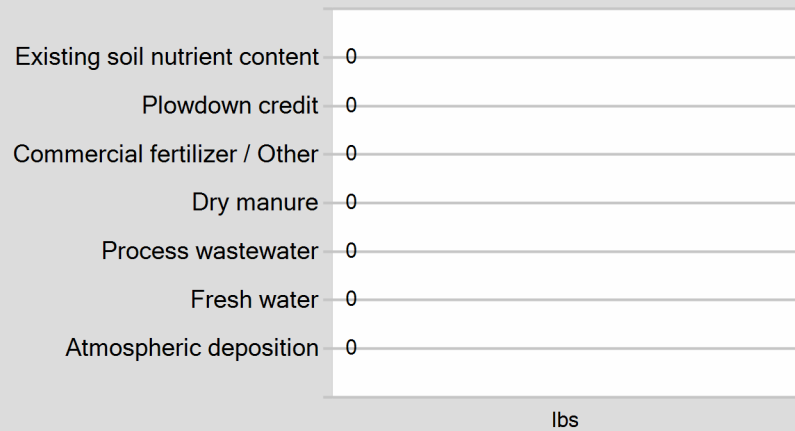 Existing soil nutrient content 0
Plowdown credit 0
Commercial fertilizer / Other 0
Dry manure 0
Process wastewater 0
Fresh water 0
Atmospheric deposition 0
lbs